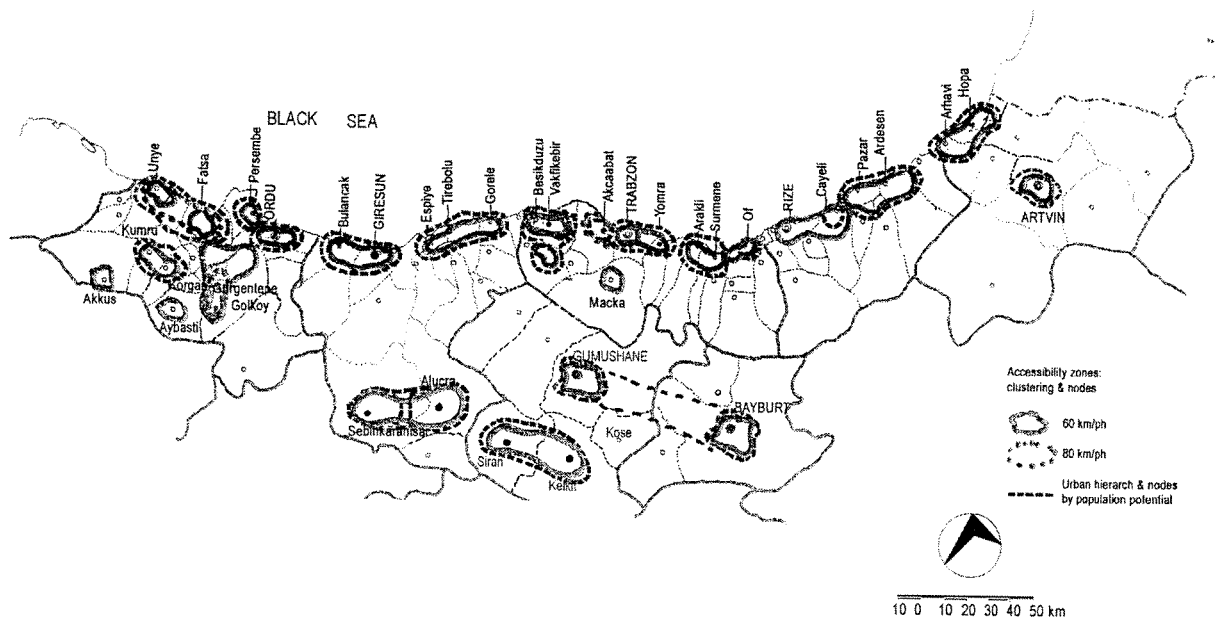 BLACK SEA
Unye
Fatsa
Persembe
ORDU
Bulancak
GIRESUN
Espiye
Tirebolu
Gorele
Besikduzu
Vakfikebir
Akcaabat
TRABZON
Yomra
Arakli
Surmene
Of
RIZE
Cayeli
Pazar
Ardesen
Arhavi
Hopa
ARTVIN
Kumru
Korgan
Gurgentepe
Golkoy
Akkus
Aybasti
Macka
GUMUSHANE
Alucra
Sebinkarahisar
BAYBURT
Kose
Siran
Kelkit
Accessibility zones:
clustering & nodes
60 km/ph
80 km/ph
Urban hierarch & nodes
by population potential
10 0 10 20 30 40 50 km